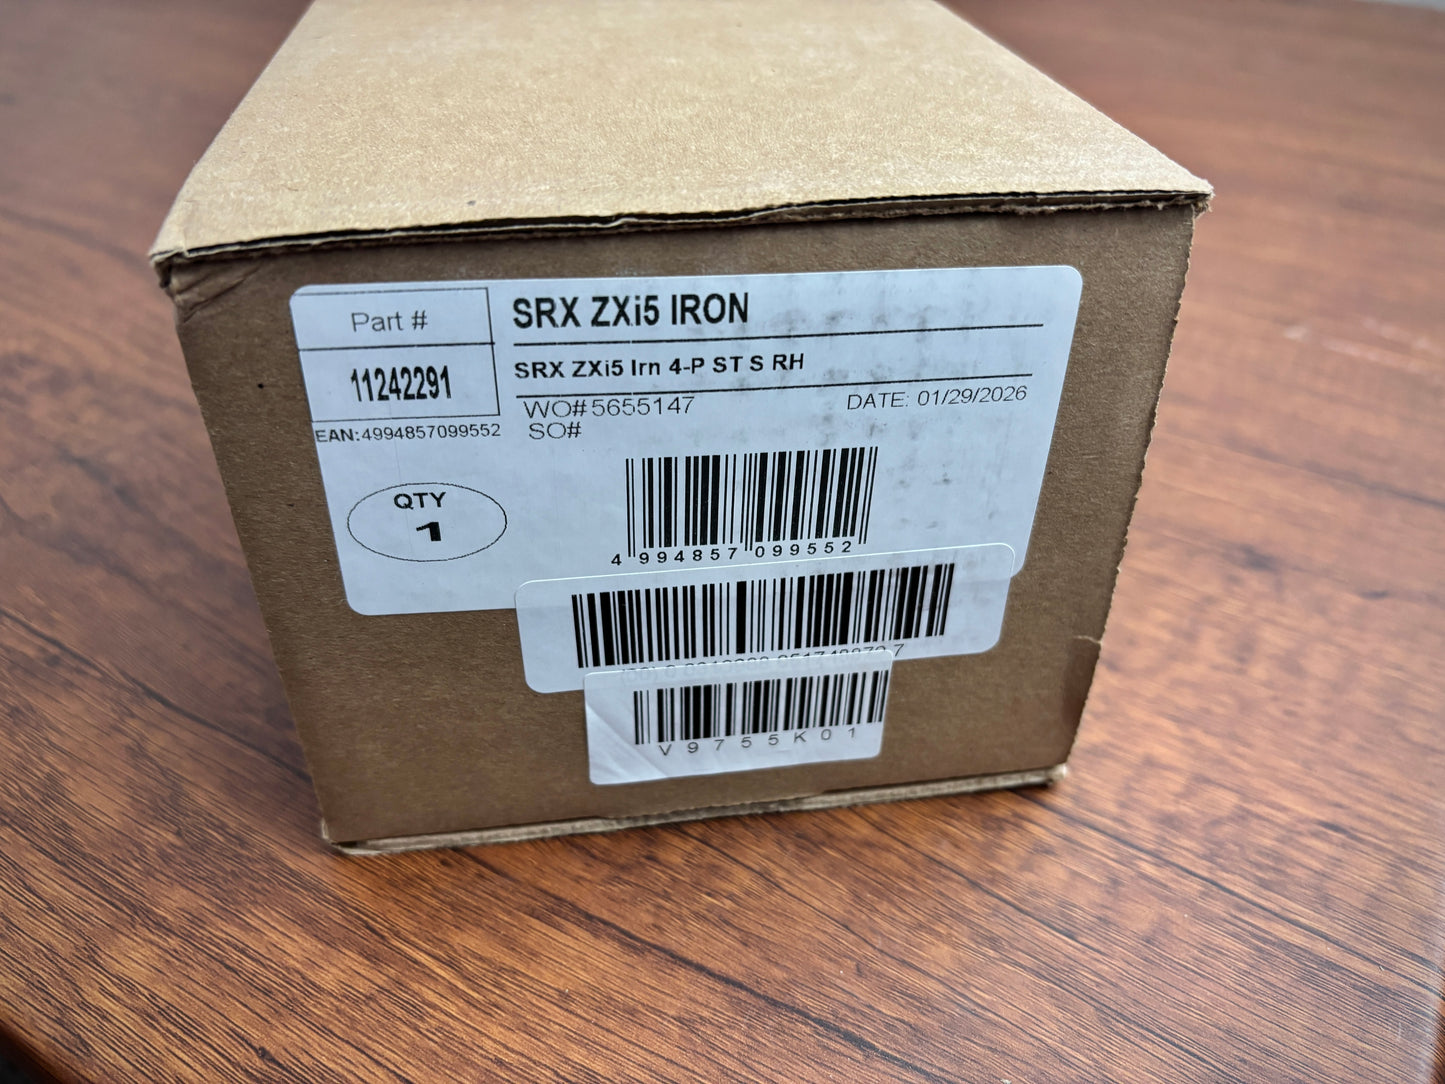 Part #
11242291
EAN:4994857099552
QTY
1
SRX ZXi5 IRON
SRX ZXi5 Irn 4-P ST S RH
WO#5655147 DATE: 01/29/2026
SO#
4 994857 099552
V9755K01